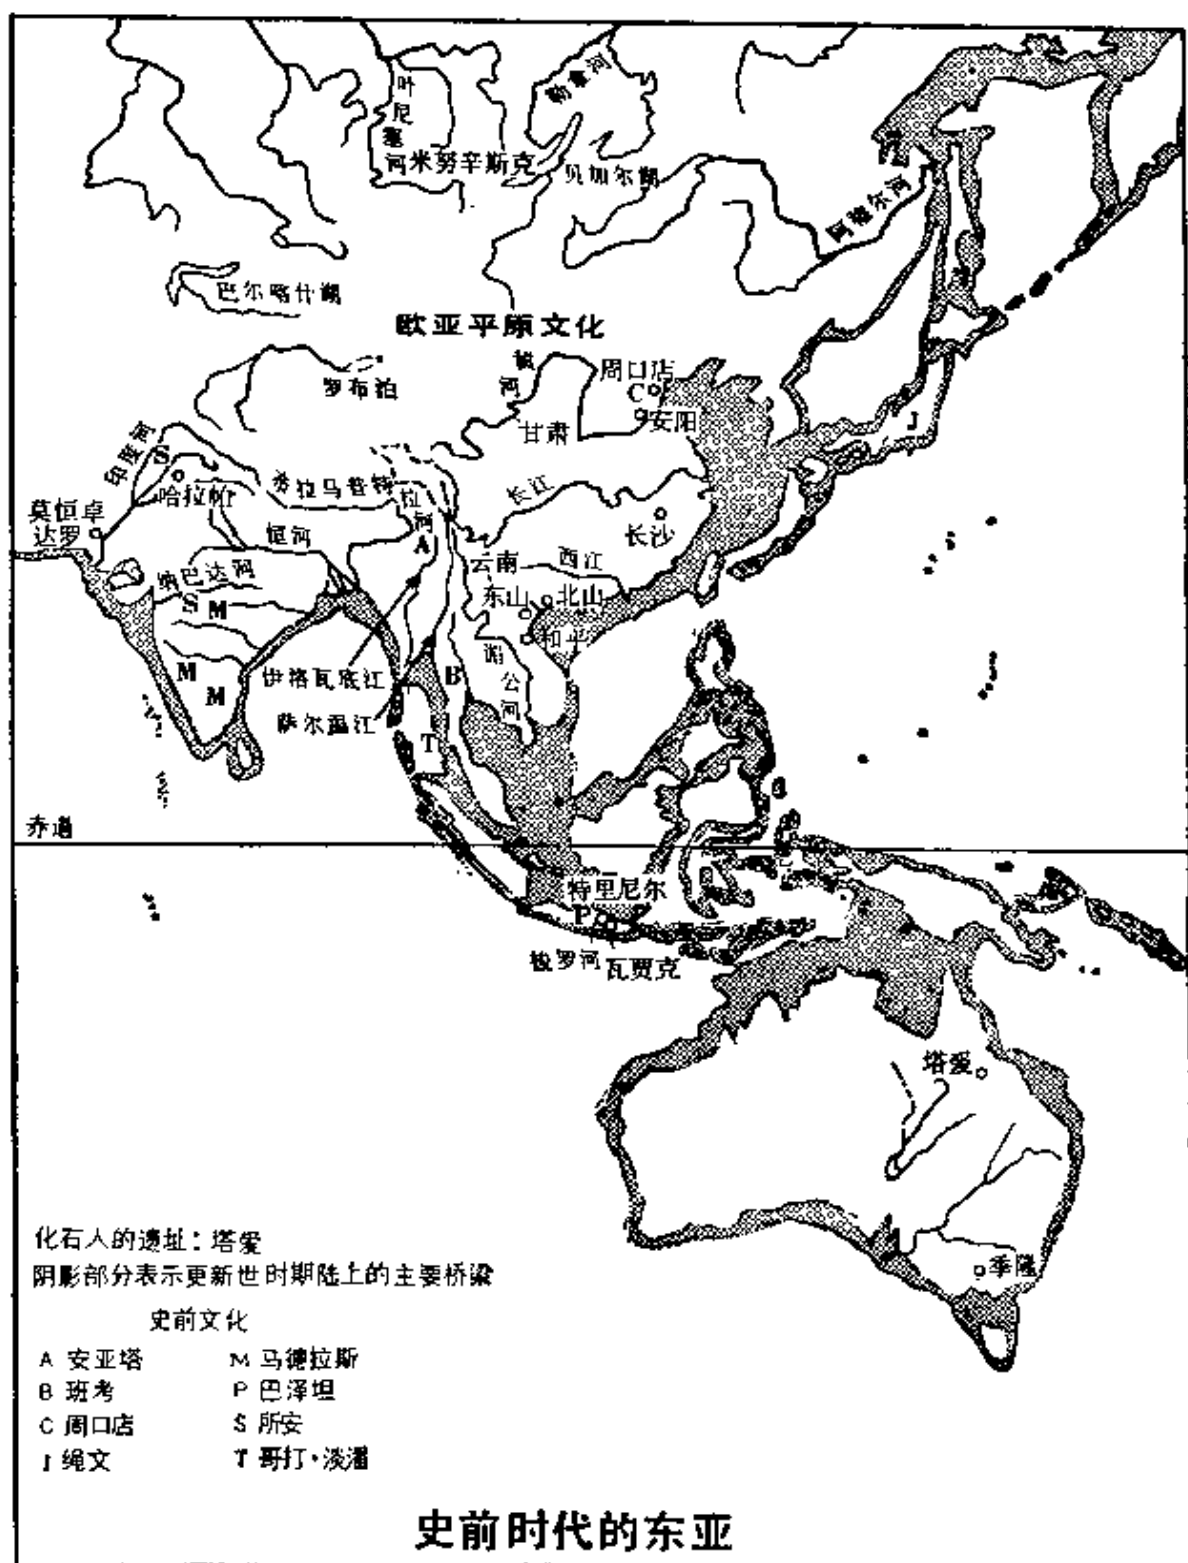 叶尼塞河
勒拿河
米努辛斯克
贝加尔湖
阿穆尔河
巴尔喀什湖
欧亚平原文化
罗布泊
黄河
周口店
C
安阳
甘肃
J
印度河
S
哈拉帕
希拉马普特拉河
长江
长沙
莫恒卓
达罗
恒河
A
云南
西江
纳巴达河
S
M
东山
北山
和平
湄公河
M
M
伊洛瓦底江
B
萨尔温江
T
赤道
特里尼尔
P
梭罗河
瓦贾克
塔爱
季隆
化石人的遗址：塔爱
阴影部分表示更新世时期陆上的主要桥梁
史前文化
A 安亚塔
M 马德拉斯
B 班考
P 巴泽坦
C 周口店
S 所安
J 绳文
T 哥打·淡滛
史前时代的东亚